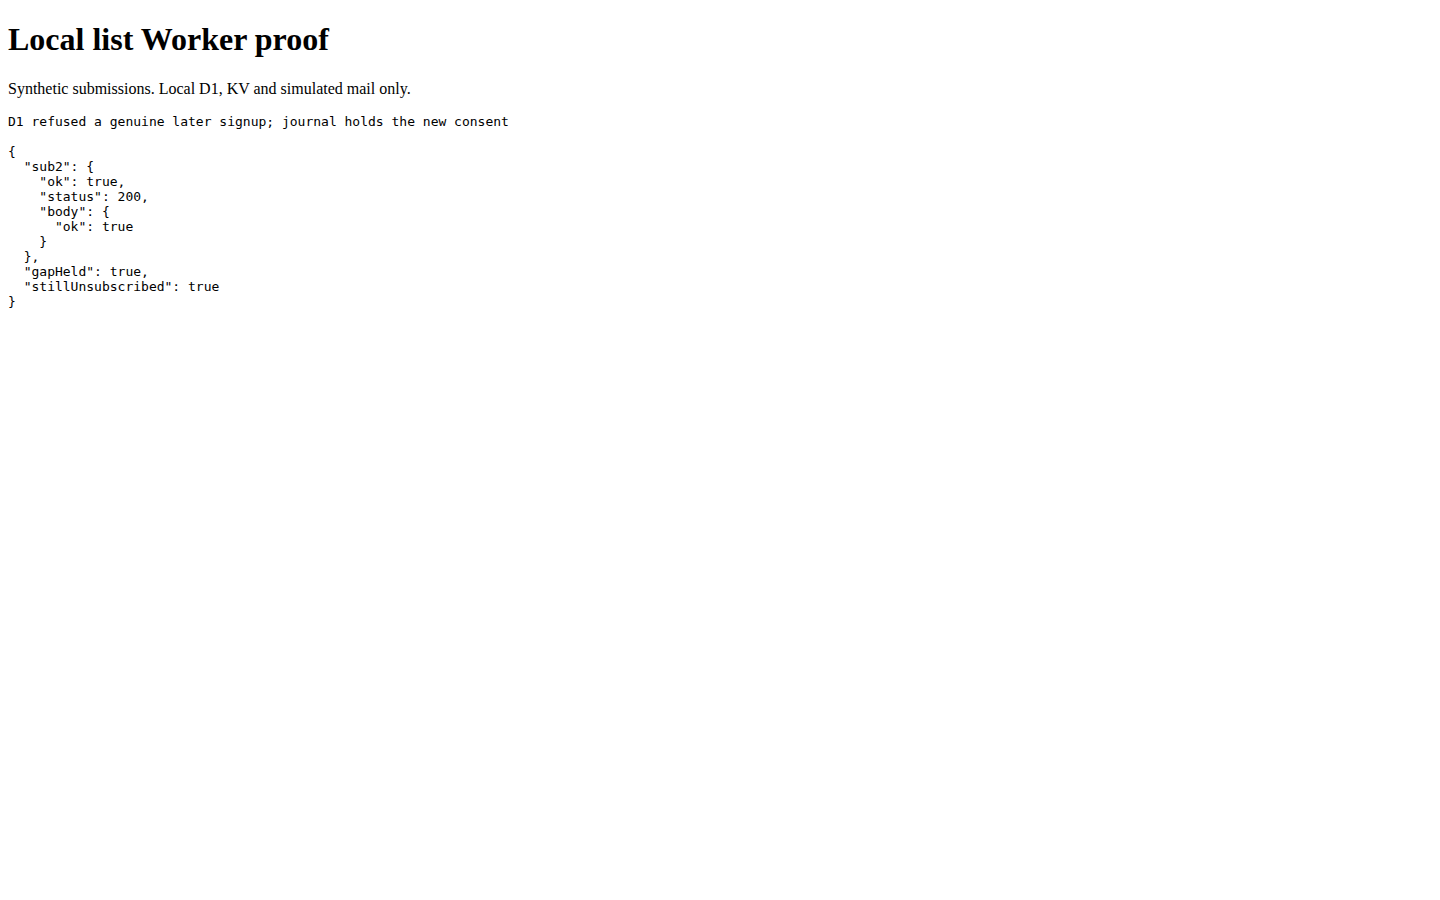 Local list Worker proof
Synthetic submissions. Local D1, KV and simulated mail only.
D1 refused a genuine later signup; journal holds the new consent
{
  "sub2": {
    "ok": true,
    "status": 200,
    "body": {
      "ok": true
    }
  },
  "gapHeld": true,
  "stillUnsubscribed": true
}